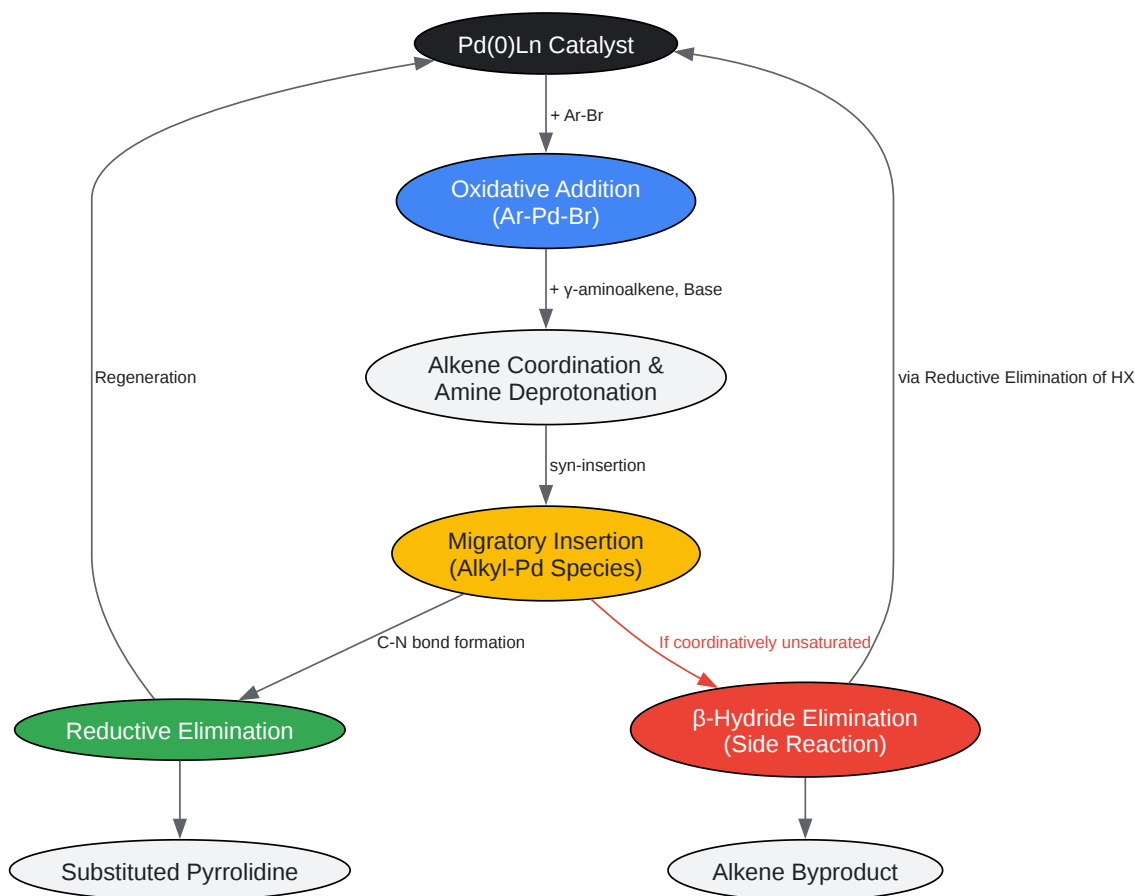 Pd(0)Ln Catalyst
+ Ar-Br
Oxidative Addition
(Ar-Pd-Br)
+ γ-aminoalkene, Base
Alkene Coordination &
Amine Deprotonation
Regeneration
via Reductive Elimination of HX
syn-insertion
Migratory Insertion
(Alkyl-Pd Species)
C-N bond formation
If coordinatively unsaturated
Reductive Elimination
β-Hydride Elimination
(Side Reaction)
Substituted Pyrrolidine
Alkene Byproduct